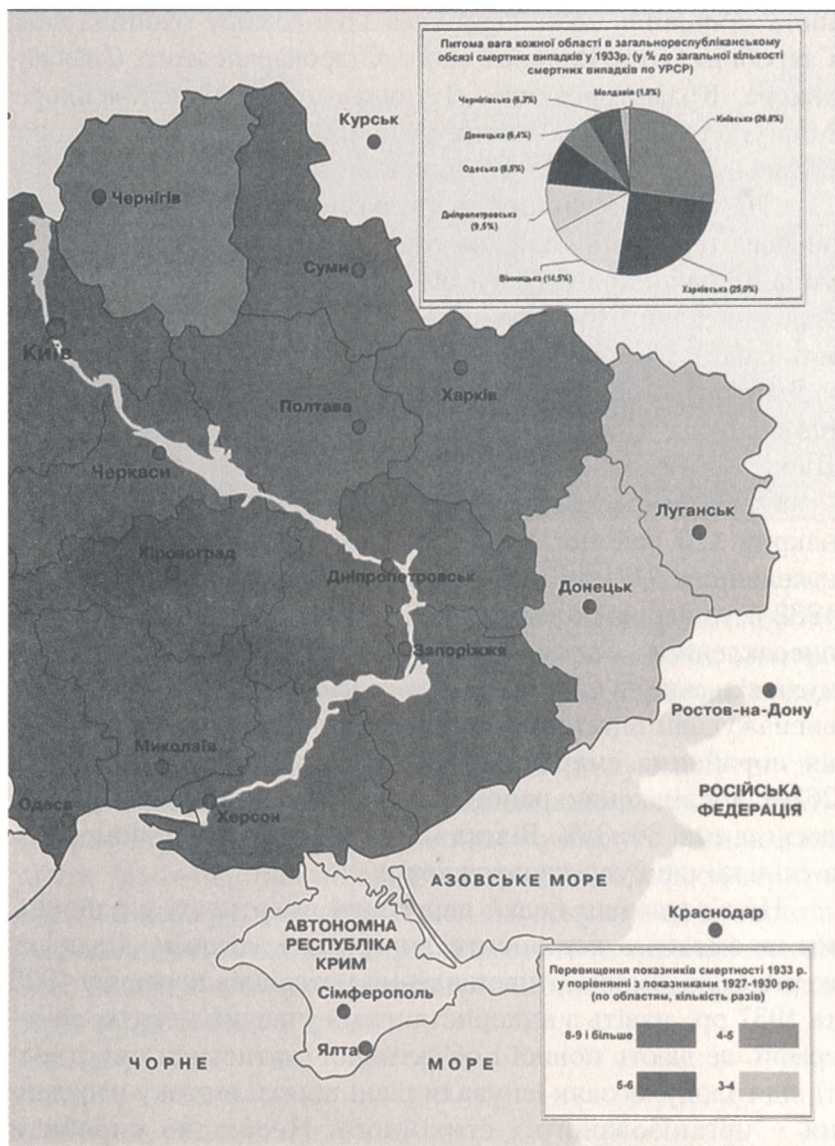 Питома вага кожної області в загальнореспубліканському
обсязі смертних випадків у 1933р. (у % до загальної кількості
смертних випадків по УРСР)
Молдавія (1,9%)
Чернігівська (6,3%)
Київська (26,8%)
Донецька (6,4%)
Одеська (8,5%)
Дніпропетровська
(9,5%)
Вінницька (14,5%)
Харківська (25,0%)
Курськ
Чернігів
Суми
Київ
Харків
Полтава
Черкаси
Луганськ
Кіровоград
Дніпропетровськ
Донецьк
Запоріжжя
Ростов-на-Дону
Миколаїв
Одеса
Херсон
РОСІЙСЬКА
ФЕДЕРАЦІЯ
АЗОВСЬКЕ МОРЕ
АВТОНОМНА
РЕСПУБЛІКА
КРИМ
Краснодар
Сімферополь
Ялта
ЧОРНЕ МОРЕ
Перевищення показників смертності 1933 р.
у порівнянні з показниками 1927-1930 рр.
(по областям, кількість разів)
8-9 і більше 4-5
5-6 3-4